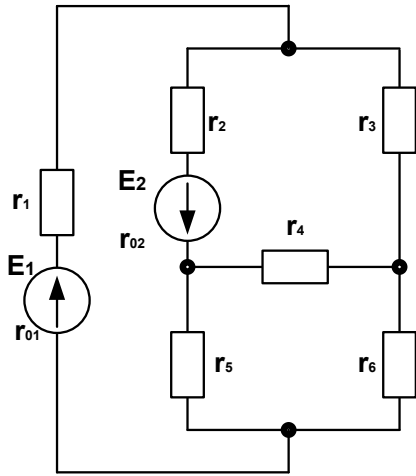 r₂
r₃
E₂
r₁
r₀₂
r₄
E₁
r₀₁
r₅
r₆